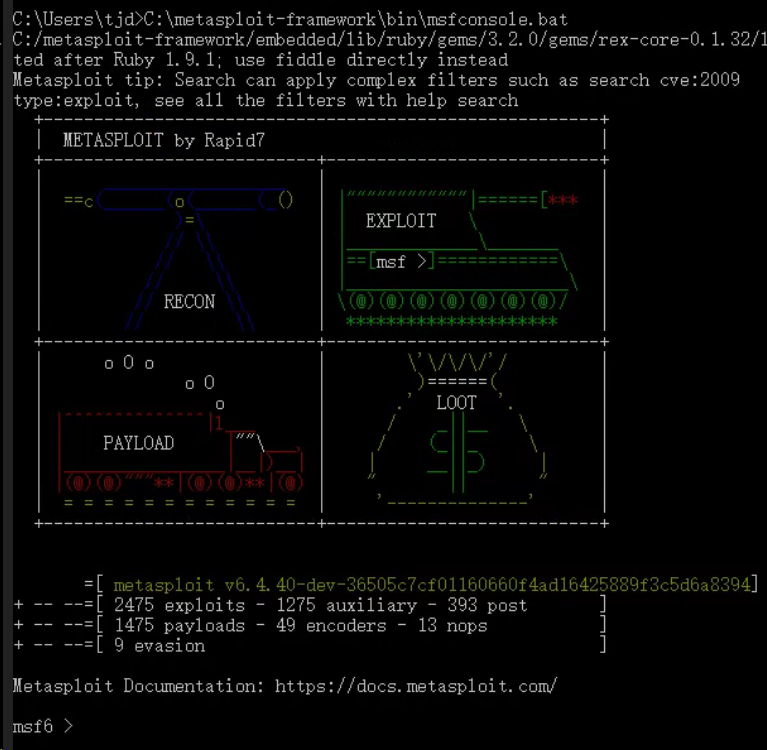 C:\Users\tjd>C:\metasploit-framework\bin\msfconsole.bat
C:/metasploit-framework/embedded/lib/ruby/gems/3.2.0/gems/rex-core-0.1.32/l
ted after Ruby 1.9.1; use fiddle directly instead
Metasploit tip: Search can apply complex filters such as search cve:2009
type:exploit, see all the filters with help search
METASPLOIT by Rapid7
EXPLOIT
==[msf >]============\
RECON
LOOT
PAYLOAD
=[ metasploit v6.4.40-dev-36505c7cf01160660f4ad16425889f3c5d6a8394]
+ -- --=[ 2475 exploits - 1275 auxiliary - 393 post ]
+ -- --=[ 1475 payloads - 49 encoders - 13 nops ]
+ -- --=[ 9 evasion ]
Metasploit Documentation: https://docs.metasploit.com/
msf6 >